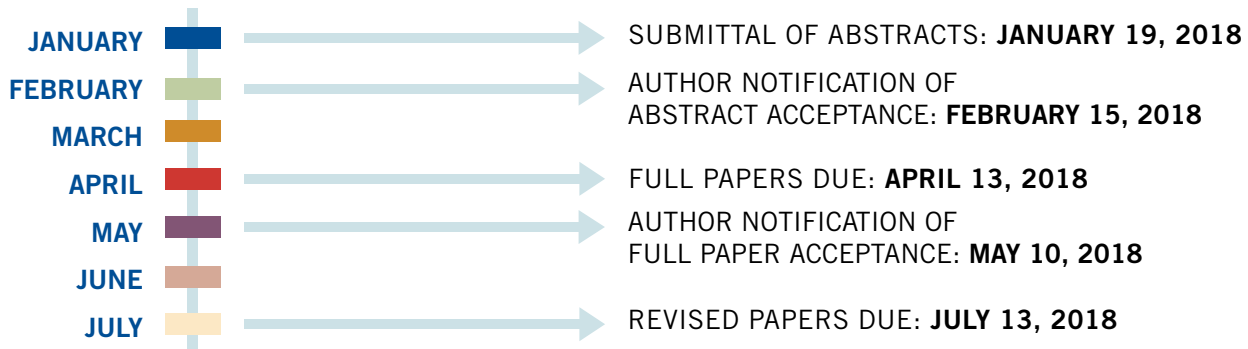 JANUARY
SUBMITTAL OF ABSTRACTS: JANUARY 19, 2018
FEBRUARY
AUTHOR NOTIFICATION OF
ABSTRACT ACCEPTANCE: FEBRUARY 15, 2018
MARCH
APRIL
FULL PAPERS DUE: APRIL 13, 2018
MAY
AUTHOR NOTIFICATION OF
FULL PAPER ACCEPTANCE: MAY 10, 2018
JUNE
JULY
REVISED PAPERS DUE: JULY 13, 2018